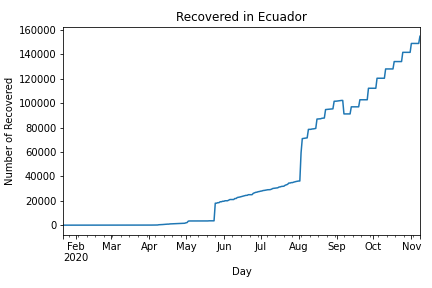 Recovered in Ecuador
Number of Recovered
160000
140000
120000
100000
80000
60000
40000
20000
0
Feb Mar Apr May Jun Jul Aug Sep Oct Nov
2020
Day